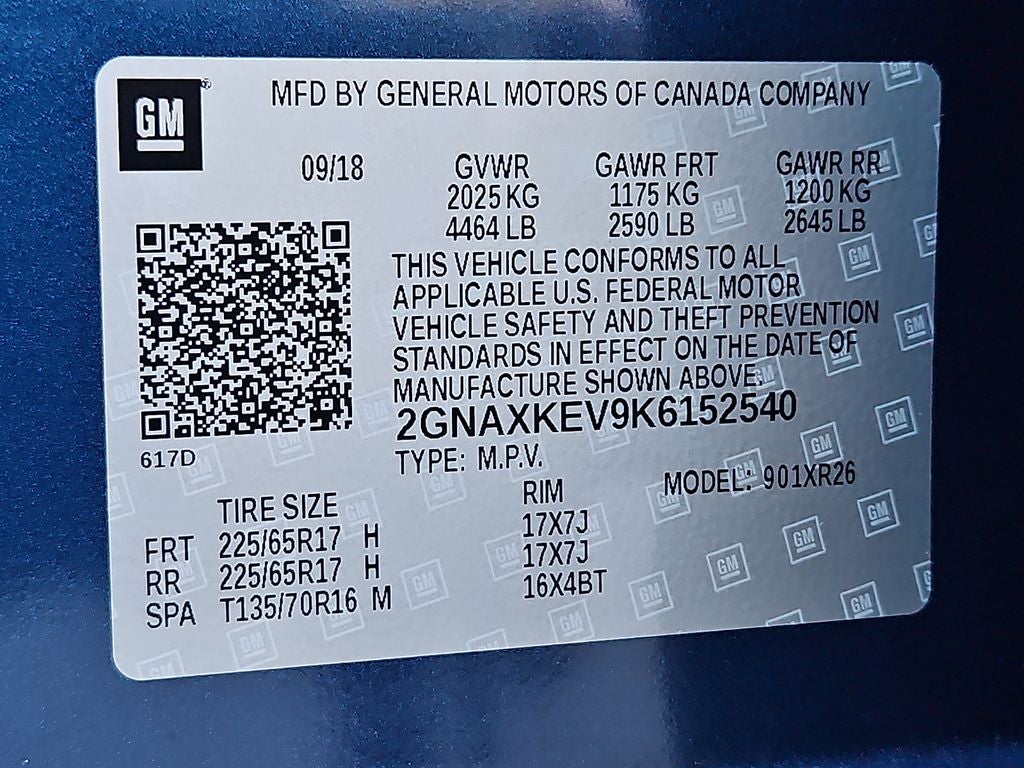 GM
MFD BY GENERAL MOTORS OF CANADA COMPANY
09/18 GVWR GAWR FRT GAWR RR
2025 KG 1175 KG 1200 KG
4464 LB 2590 LB 2645 LB
THIS VEHICLE CONFORMS TO ALL
APPLICABLE U.S. FEDERAL MOTOR
VEHICLE SAFETY AND THEFT PREVENTION
STANDARDS IN EFFECT ON THE DATE OF
MANUFACTURE SHOWN ABOVE.
2GNAXKEV9K6152540
617D
TYPE: M.P.V. MODEL: 901XR26
TIRE SIZE RIM
FRT 225/65R17 H 17X7J
RR 225/65R17 H 17X7J
SPA T135/70R16 M 16X4BT